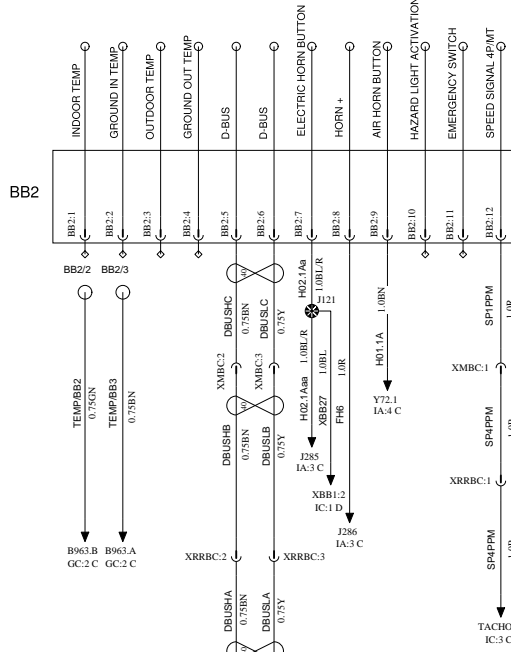 INDOOR TEMP
GROUND IN TEMP
OUTDOOR TEMP
GROUND OUT TEMP
D-BUS
D-BUS
ELECTRIC HORN BUTTON
HORN +
AIR HORN BUTTON
HAZARD LIGHT ACTIVATION
EMERGENCY SWITCH
SPEED SIGNAL 4P/MT
BB2
BB2:1
BB2:2
BB2:3
BB2:4
BB2:5
BB2:6
BB2:7
BB2:8
BB2:9
BB2:10
BB2:11
BB2:12
BB2/2
BB2/3
40
H02.1Aa
1.0BL/R
J121
DBUSHC
0.75BN
DBUSLC
0.75Y
1.0BN
SP1PPM
1.0R
TEMP/BB2
0.75GN
TEMP/BB3
0.75BN
XMBC:2
XMBC:3
H02.1Aaa
1.0BL/R
XBB27
1.0BL
FH6
1.0R
H01.1A
XMBC:1
Y72.1
IA:4 C
40
DBUSHB
0.75BN
DBUSLB
0.75Y
SP4PPM
J285
IA:3 C
XRRBC:1
XBB1:2
IC:1 D
J286
IA:3 C
B963.B
GC:2 C
B963.A
GC:2 C
XRRBC:2
XRRBC:3
SP4PPM
DBUSHA
0.75BN
DBUSLA
0.75Y
TACHO
IC:3 C
40